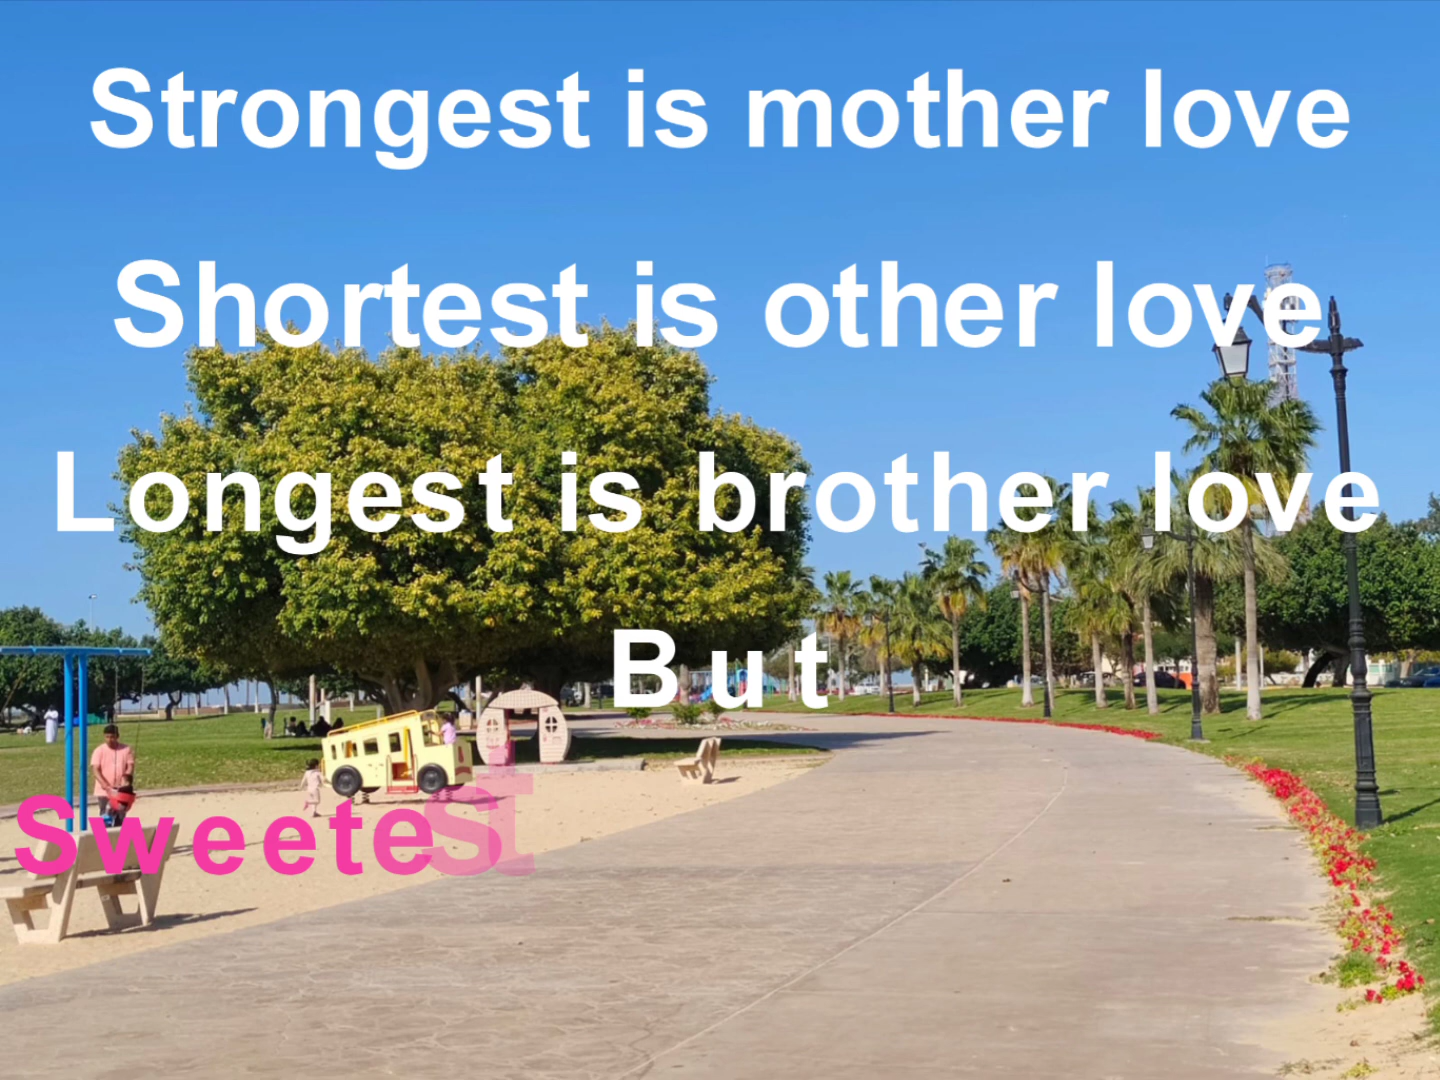 Strongest is mother love
Shortest is other love
Longest is brother love
But
Sweetest